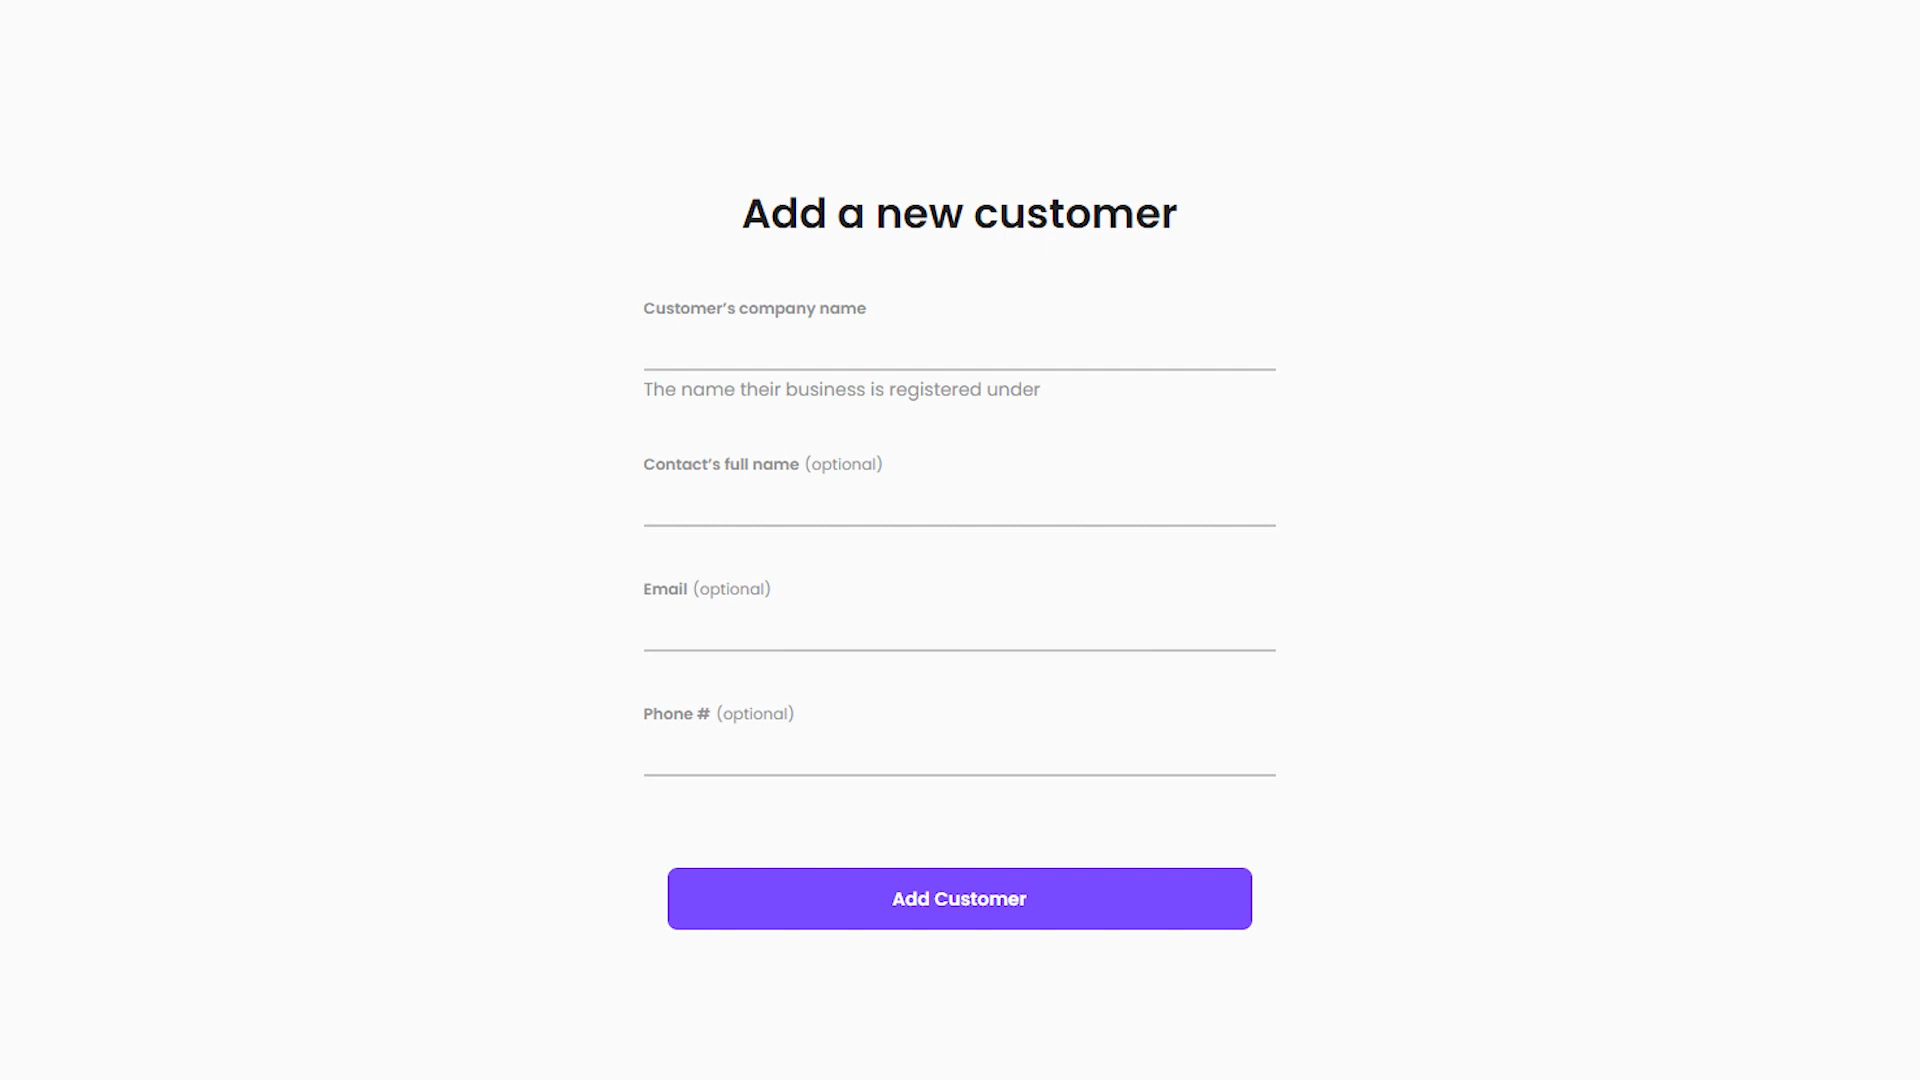 Add a new customer
Customer’s company name
The name their business is registered under
Contact’s full name (optional)
Email (optional)
Phone # (optional)
Add Customer